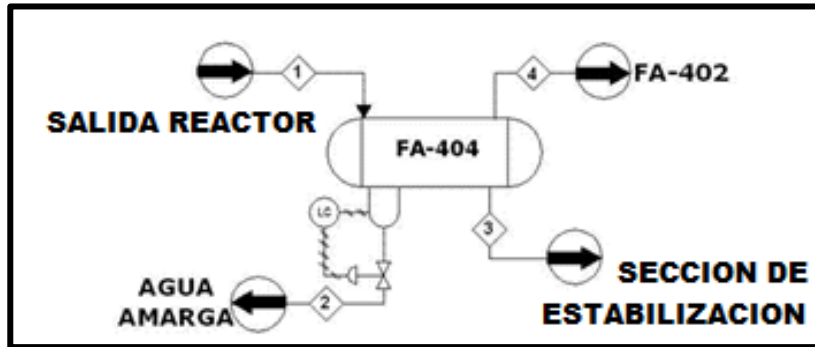 1
4
FA-402
SALIDA REACTOR
FA-404
LC
3
AGUA
AMARGA
2
SECCION DE
ESTABILIZACION